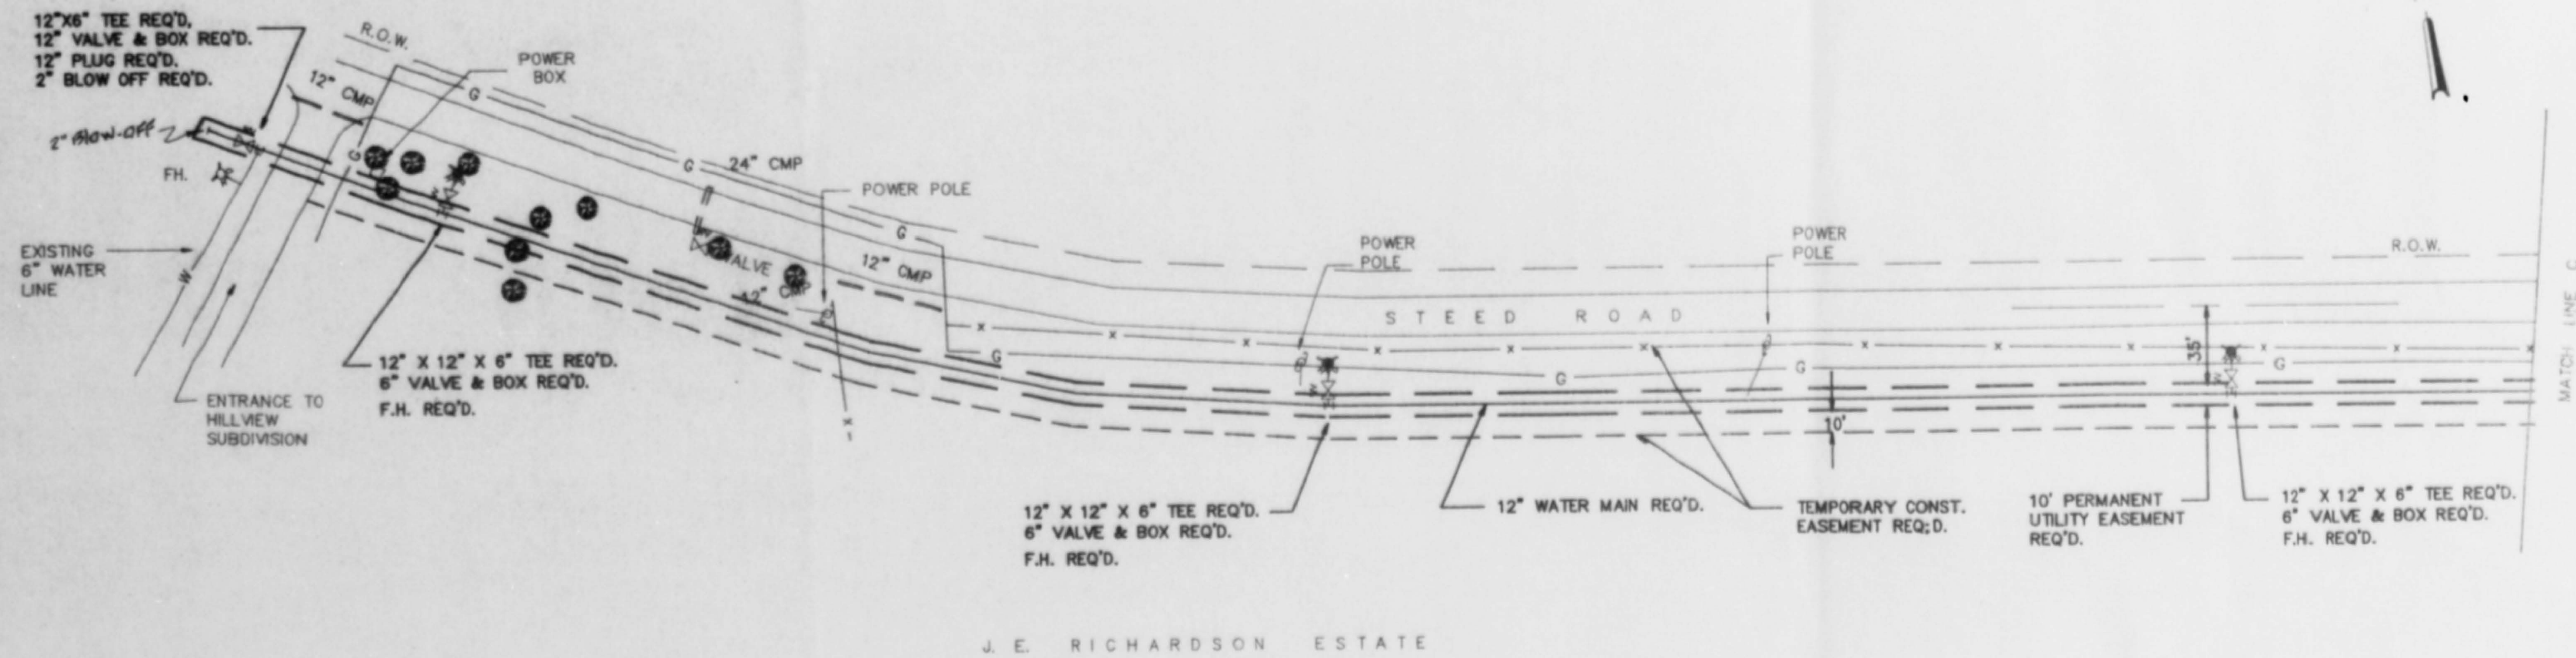 12"X6" TEE REQ'D,
12" VALVE & BOX REQ'D.
12" PLUG REQ'D.
2" BLOW OFF REQ'D.
R.O.W.
POWER
BOX
12" CMP
G
2" Blow-Off
FH.
G
G
24" CMP
POWER POLE
G
EXISTING
6" WATER
LINE
W
VALVE
12" CMP
12" CMP
POWER
POLE
POWER
POLE
R.O.W.
STEED ROAD
35'
MATCH LINE C
G
G
G
G
12" X 12" X 6" TEE REQ'D.
6" VALVE & BOX REQ'D.
F.H. REQ'D.
ENTRANCE TO
HILLVIEW
SUBDIVISION
10'
12" X 12" X 6" TEE REQ'D.
6" VALVE & BOX REQ'D.
F.H. REQ'D.
12" WATER MAIN REQ'D.
TEMPORARY CONST.
EASEMENT REQ;D.
10' PERMANENT
UTILITY EASEMENT
REQ'D.
12" X 12" X 6" TEE REQ'D.
6" VALVE & BOX REQ'D.
F.H. REQ'D.
J. E. RICHARDSON ESTATE